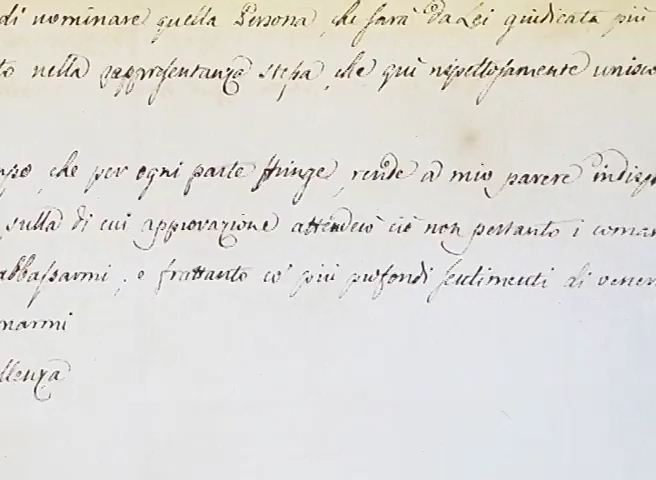 di nominare quella Persona, che sarà da Lei giudicata più
to nella rappresentanza stessa, che qui rispettosamente unisco
che per ogni parte stringe, rende a mio parere indisp
sulla di cui approvazione attenderò ciò non pertanto i coman
abbassarmi, e frattanto co' più profondi sentimenti di vener
narmi
llenza